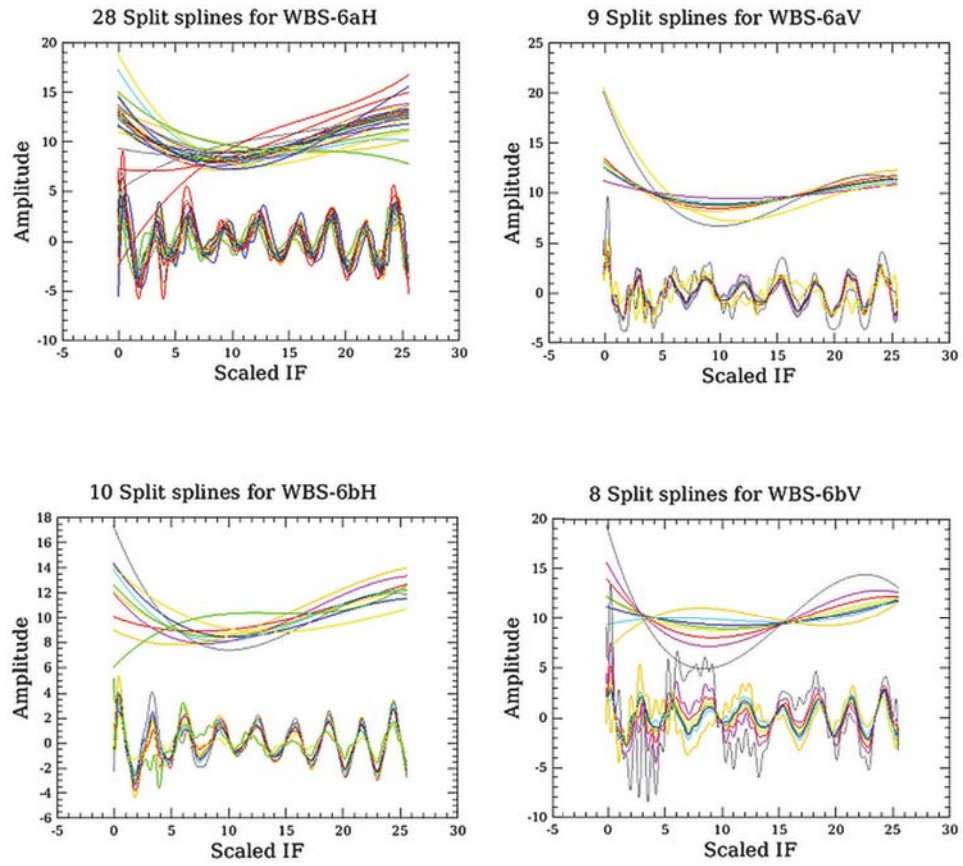 28 Split splines for WBS-6aH
20
15
10
5
0
-5
-10
-5 0 5 10 15 20 25 30
Amplitude
Scaled IF
9 Split splines for WBS-6aV
25
20
15
10
5
0
-5
-5 0 5 10 15 20 25 30
Amplitude
Scaled IF
10 Split splines for WBS-6bH
18
16
14
12
10
8
6
4
2
0
-2
-4
-6
-5 0 5 10 15 20 25 30
Amplitude
Scaled IF
8 Split splines for WBS-6bV
20
15
10
5
0
-5
-10
-5 0 5 10 15 20 25 30
Amplitude
Scaled IF